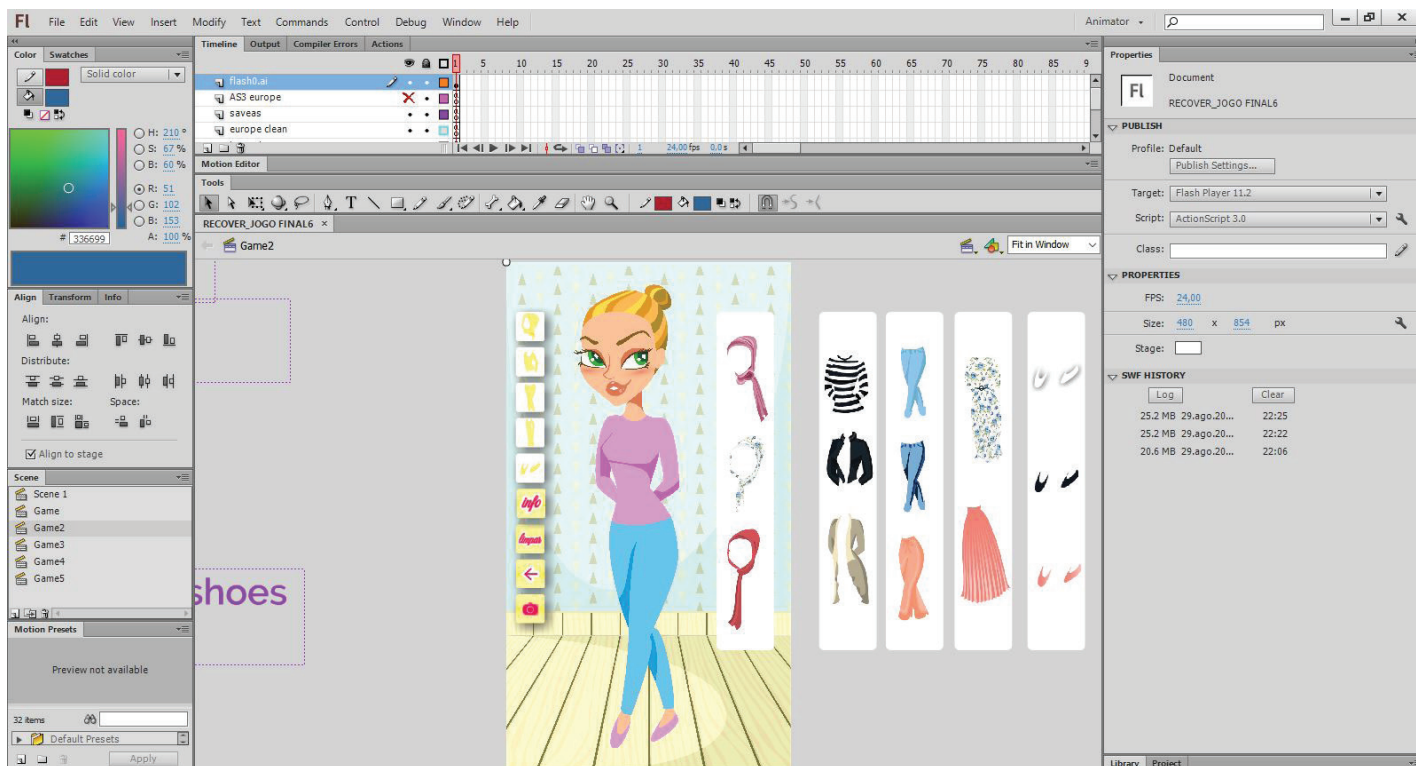 Fl File Edit View Insert Modify Text Commands Control Debug Window Help Animator
Color Swatches
Solid color
H: 210 °
S: 67 %
B: 60 %
R: 51
G: 102
B: 153
# 336699 A: 100 %
Align Transform Info
Align:
Distribute:
Match size: Space:
Align to stage
Scene
Scene 1
Game
Game2
Game3
Game4
Game5
Motion Presets
Preview not available
32 items
Default Presets
Apply
Timeline Output Compiler Errors Actions
1 5 10 15 20 25 30 35 40 45 50 55 60 65 70 75 80 85 9
flash0.ai
AS3 europe
saveas
europe clean
1 24,00 fps 0,0 s
Motion Editor
Tools
T
RECOVER_JOGO FINAL6 ×
Game2 Fit in Window
info
limpar
shoes
Properties
Fl
Document
RECOVER_JOGO FINAL6
PUBLISH
Profile: Default
Publish Settings...
Target: Flash Player 11.2
Script: ActionScript 3.0
Class:
PROPERTIES
FPS: 24,00
Size: 480 x 854 px
Stage:
SWF HISTORY
Log Clear
25.2 MB 29.ago.20... 22:25
25.2 MB 29.ago.20... 22:22
20.6 MB 29.ago.20... 22:06
Library Project